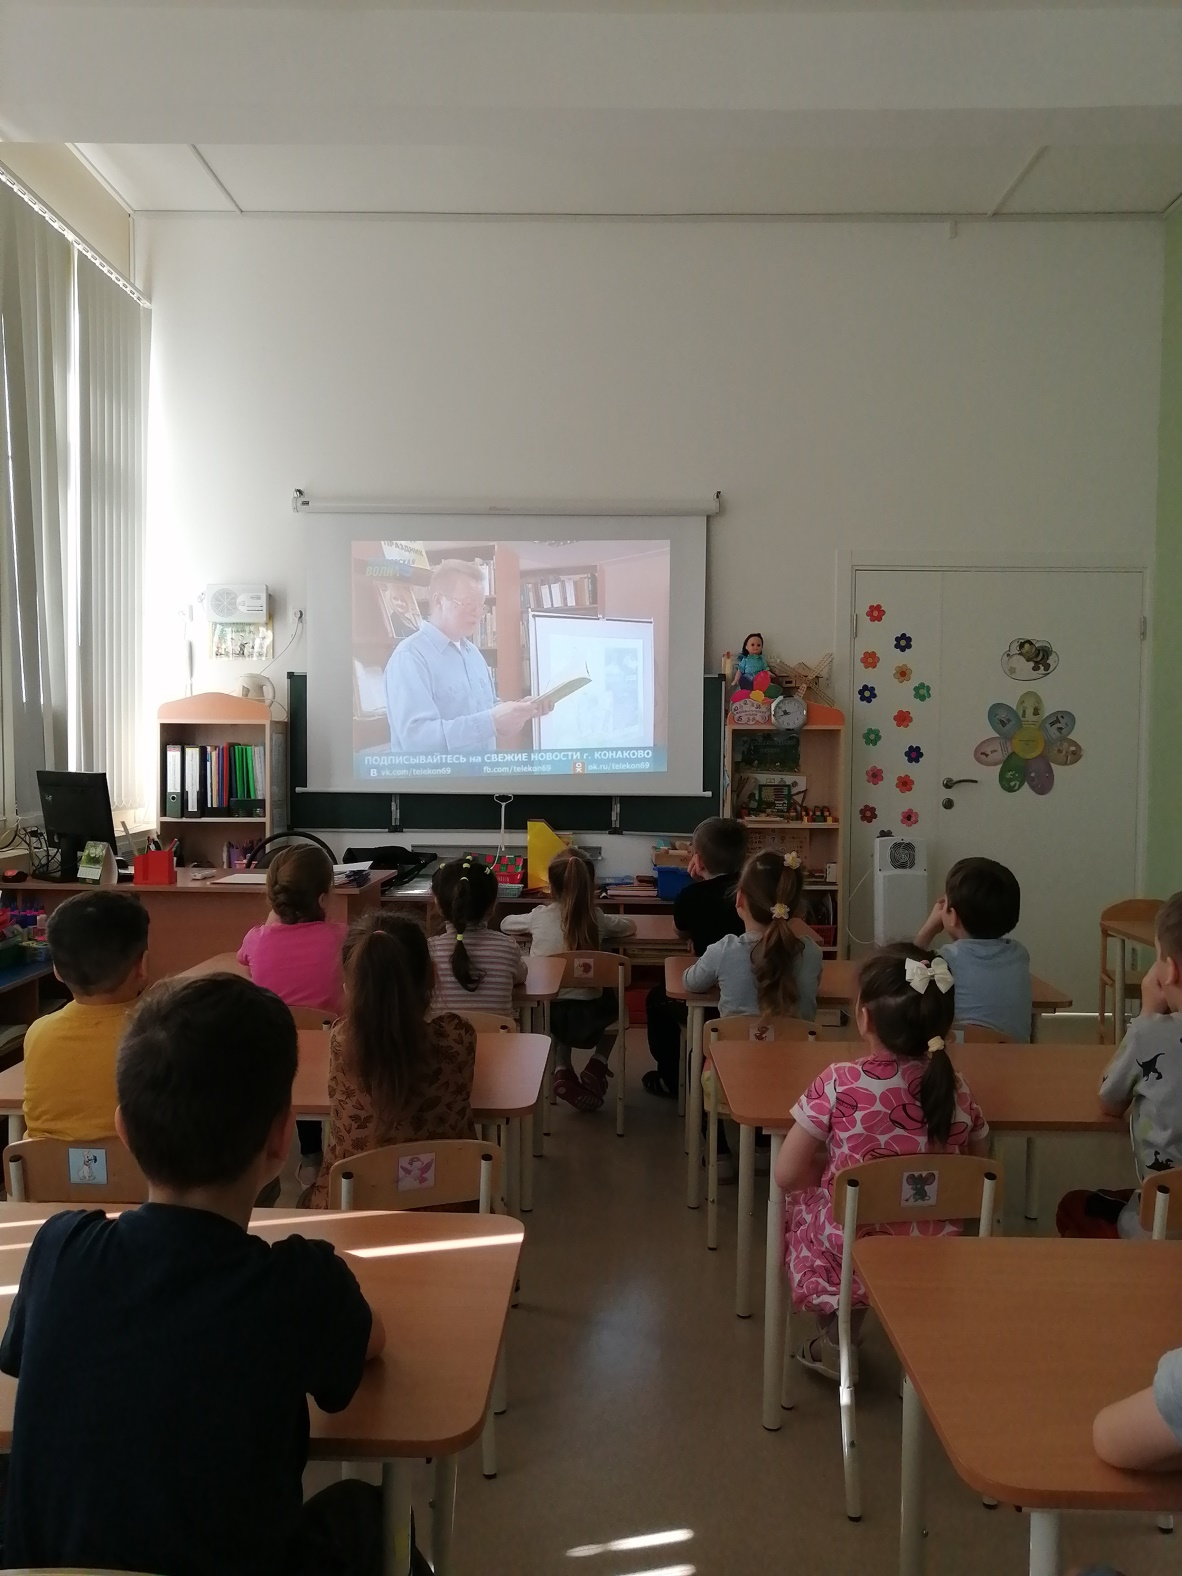 ПОДПИСЫВАЙТЕСЬ на СВЕЖИЕ НОВОСТИ г. КОНАКОВО
vk.com/telekon69 fb.com/telekon69 ok.ru/telekon69